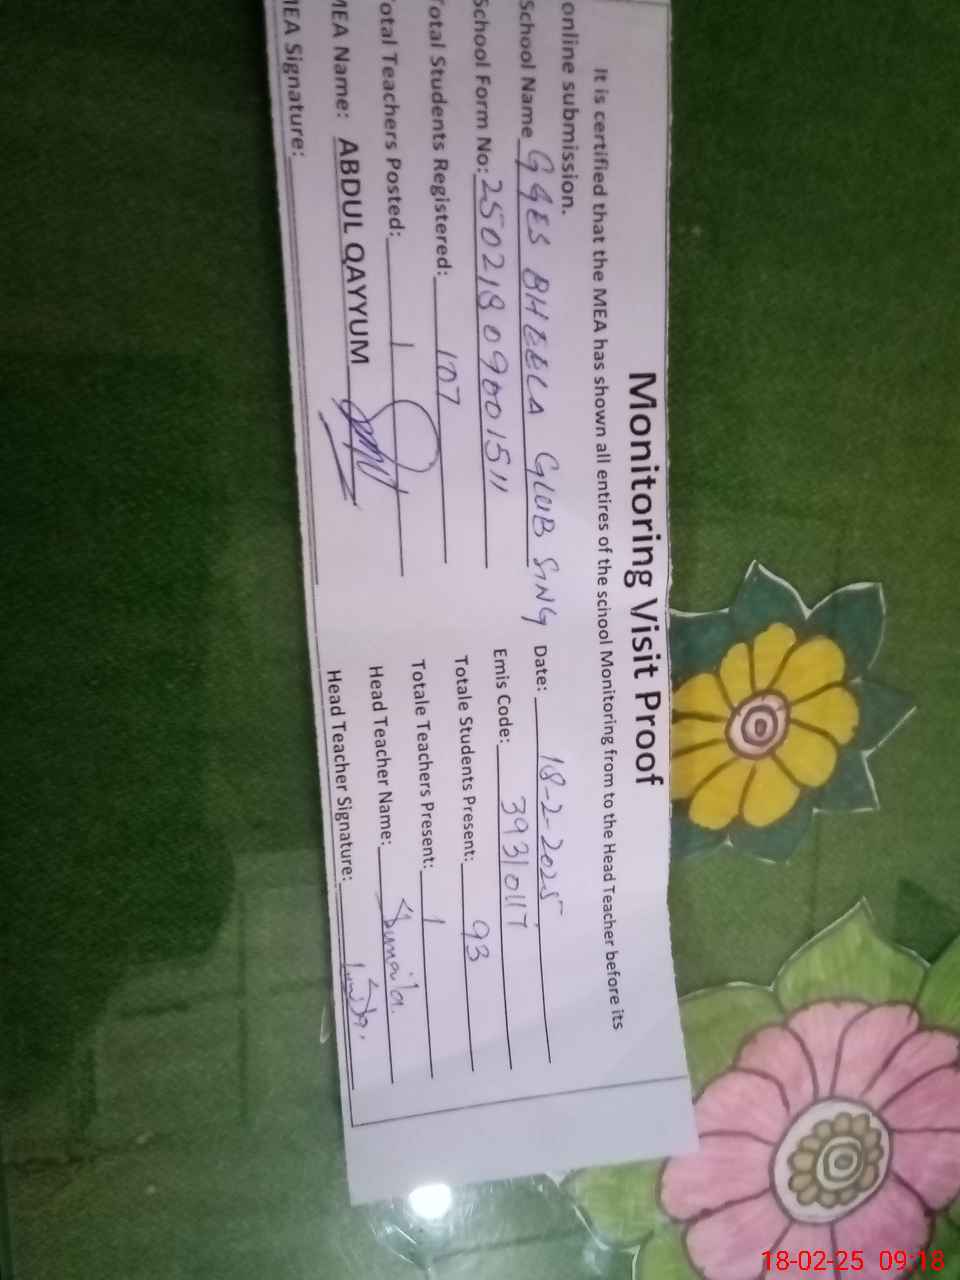 Monitoring Visit Proof
It is certified that the MEA has shown all entires of the school Monitoring from to the Head Teacher before its
online submission.
School Name GGES BHEELA GLUB SING Date: 18-2-2025
School Form No: 25021809001511 Emis Code: 39310117
Total Students Registered: 107 Totale Students Present: 93
Total Teachers Posted: 1 Totale Teachers Present: 1
MEA Name: ABDUL QAYYUM Head Teacher Name: Sumaila.
MEA Signature: Head Teacher Signature:
18-02-25 09:18